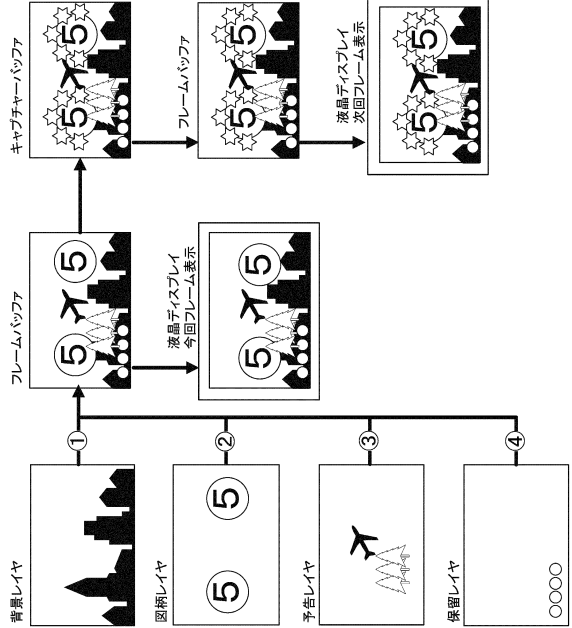 背景レイヤ
図柄レイヤ
5 5
予告レイヤ
保留レイヤ
①
②
③
④
フレームバッファ
5 5
液晶ディスプレイ
今回フレーム表示
5 5
キャプチャーバッファ
5 5
フレームバッファ
5 5
液晶ディスプレイ
次回フレーム表示
5 5